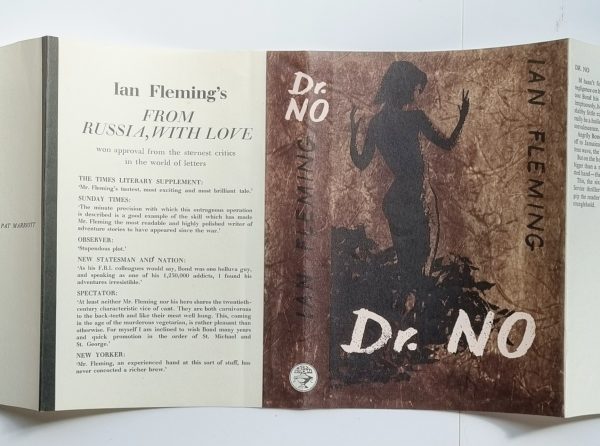 PAT MARRIOTT
Ian Fleming's
FROM
RUSSIA, WITH LOVE
won approval from the sternest critics
in the world of letters
THE TIMES LITERARY SUPPLEMENT:
'Mr. Fleming's tautest, most exciting and most brilliant tale.'
SUNDAY TIMES:
'The minute precision with which this outrageous operation
is described is a good example of the skill which has made
Mr. Fleming the most readable and highly polished writer of
adventure stories to have appeared since the war.'
OBSERVER:
'Stupendous plot.'
NEW STATESMAN AND NATION:
'As his F.B.I. colleagues would say, Bond was one helluva guy,
and speaking as one of his 1,250,000 addicts, I found his
adventures irresistible.'
SPECTATOR:
'At least neither Mr. Fleming nor his hero shares the twentieth-
century characteristic vice of cant. They are both carnivorous
to the back-teeth and like their meat well hung. This, coming
in the age of the murderous vegetarian, is rather pleasant than
otherwise. For myself I am inclined to wish Bond many years
and quick promotion in the order of St. Michael and
St. George.'
NEW YORKER:
'Mr. Fleming, an experienced hand at this sort of stuff, has
never concocted a richer brew.'
Dr.
NO
IAN FLEMING
IAN FLEMING
Dr. NO
DR. NO